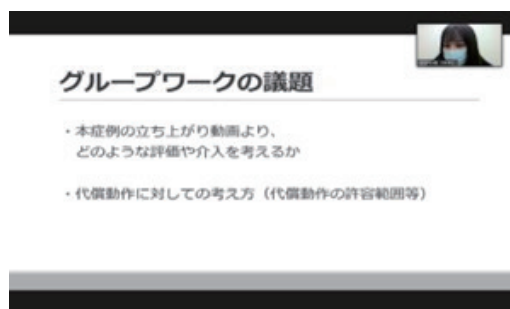 グループワークの議題
・本症例の立ち上がり動画より、
どのような評価や介入を考えるか
・代償動作に対しての考え方（代償動作の許容範囲等）